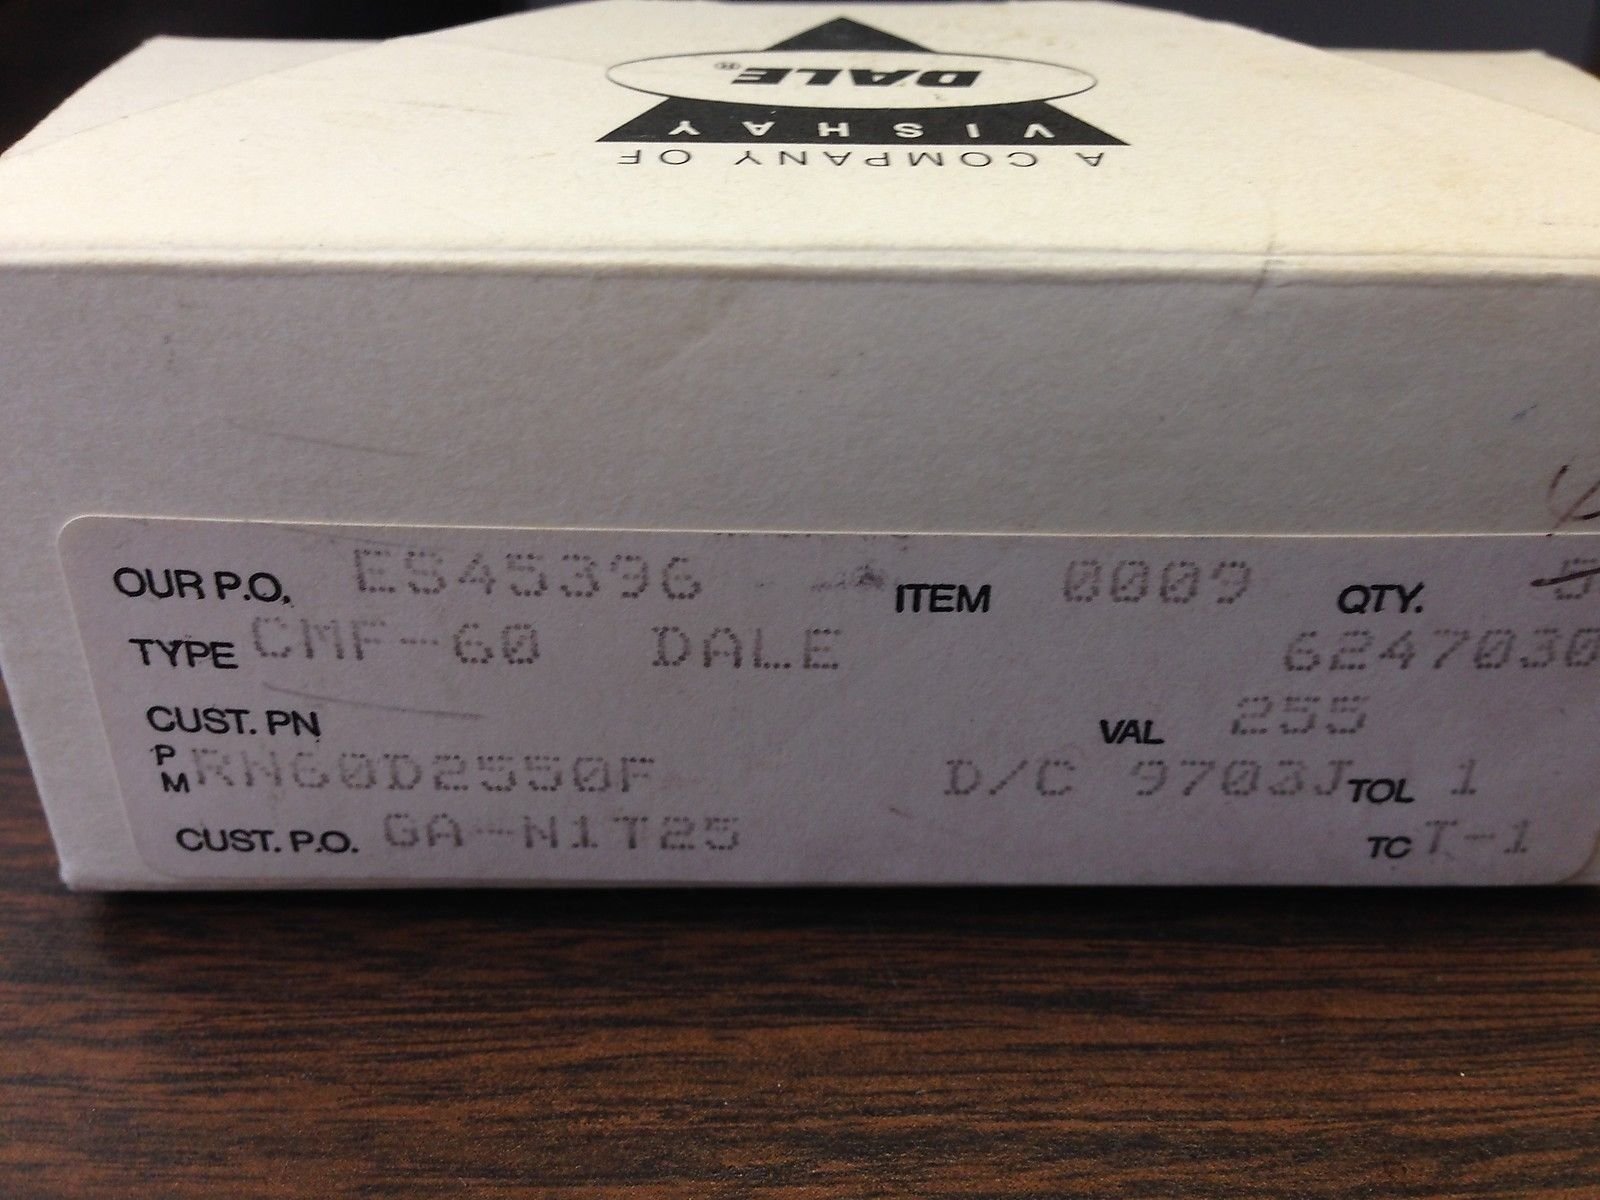 DALE®
VISHAY
A COMPANY OF
OUR P.O. ES45396 ITEM 0009 QTY.
TYPE CMF-60 DALE 6247030
CUST. PN VAL 255
PM RN60D2550F D/C 9703J TOL 1
CUST. P.O. GA-N1T25 TC T-1